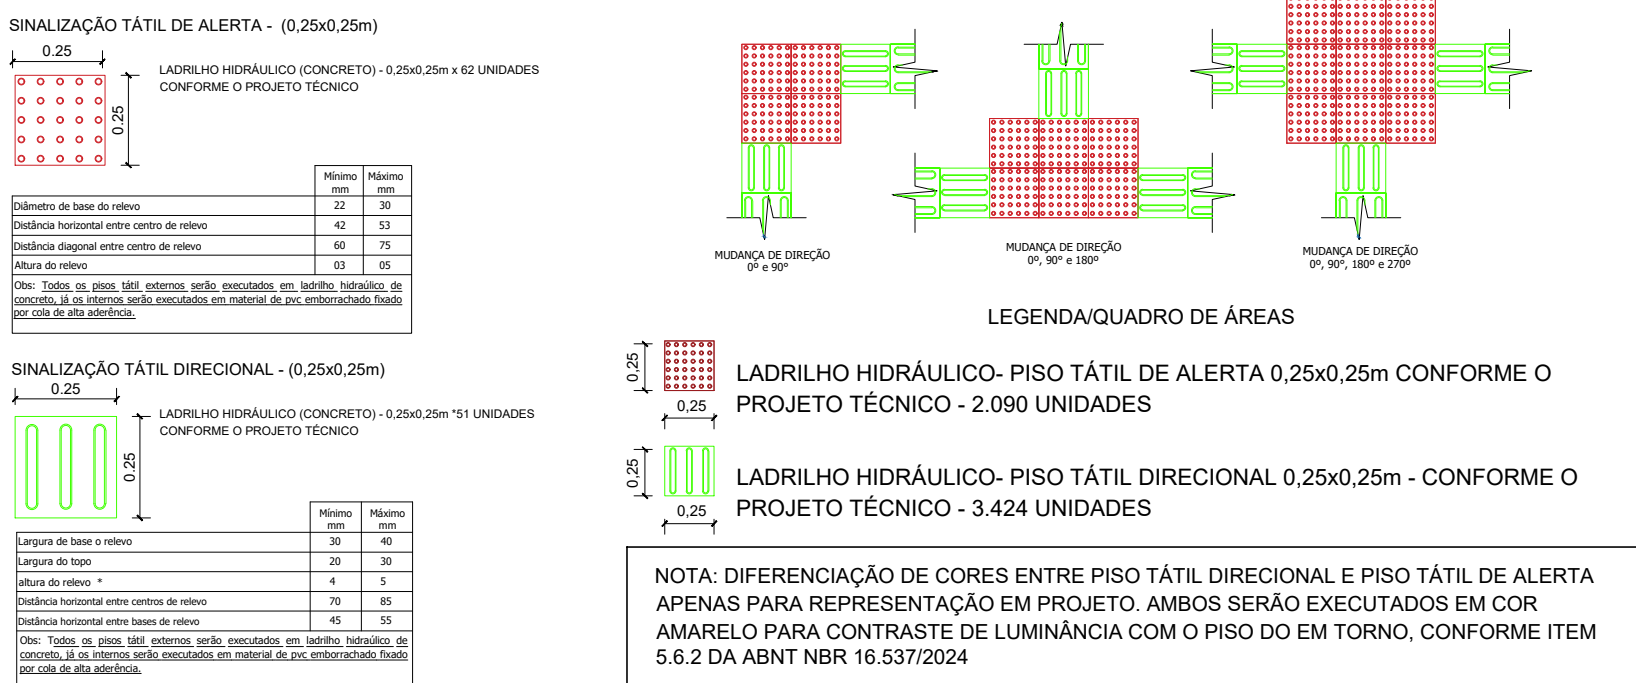 SINALIZAÇÃO TÁTIL DE ALERTA - (0,25x0,25m)
0.25
0.25
LADRILHO HIDRÁULICO (CONCRETO) - 0,25x0,25m x 62 UNIDADES
CONFORME O PROJETO TÉCNICO
Mínimo mm Máximo mm
Diâmetro de base do relevo 22 30
Distância horizontal entre centro de relevo 42 53
Distância diagonal entre centro de relevo 60 75
Altura do relevo 03 05
Obs: Todos os pisos tátil externos serão executados em ladrilho hidraúlico de
concreto, já os internos serão executados em material de pvc emborrachado fixado
por cola de alta aderência.
SINALIZAÇÃO TÁTIL DIRECIONAL - (0,25x0,25m)
0.25
0.25
LADRILHO HIDRÁULICO (CONCRETO) - 0,25x0,25m *51 UNIDADES
CONFORME O PROJETO TÉCNICO
Mínimo mm Máximo mm
Largura de base o relevo 30 40
Largura do topo 20 30
altura do relevo * 4 5
Distância horizontal entre centros de relevo 70 85
Distância horizontal entre bases de relevo 45 55
Obs: Todos os pisos tátil externos serão executados em ladrilho hidraúlico de
concreto, já os internos serão executados em material de pvc emborrachado fixado
por cola de alta aderência.
MUDANÇA DE DIREÇÃO
0º e 90°
MUDANÇA DE DIREÇÃO
0º, 90° e 180°
MUDANÇA DE DIREÇÃO
0º, 90°, 180º e 270º
LEGENDA/QUADRO DE ÁREAS
0,25
0,25
LADRILHO HIDRÁULICO- PISO TÁTIL DE ALERTA 0,25x0,25m CONFORME O
PROJETO TÉCNICO - 2.090 UNIDADES
0,25
0,25
LADRILHO HIDRÁULICO- PISO TÁTIL DIRECIONAL 0,25x0,25m - CONFORME O
PROJETO TÉCNICO - 3.424 UNIDADES
NOTA: DIFERENCIAÇÃO DE CORES ENTRE PISO TÁTIL DIRECIONAL E PISO TÁTIL DE ALERTA
APENAS PARA REPRESENTAÇÃO EM PROJETO. AMBOS SERÃO EXECUTADOS EM COR
AMARELO PARA CONTRASTE DE LUMINÂNCIA COM O PISO DO EM TORNO, CONFORME ITEM
5.6.2 DA ABNT NBR 16.537/2024